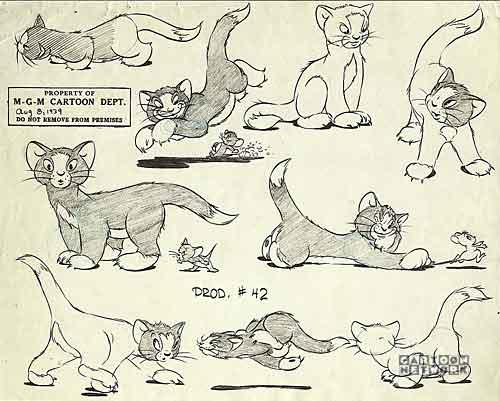 PROPERTY OF
M-G-M CARTOON DEPT.
Aug 8, 1939
DO NOT REMOVE FROM PREMISES
PROD. # 42
CARTOON
NETWORK